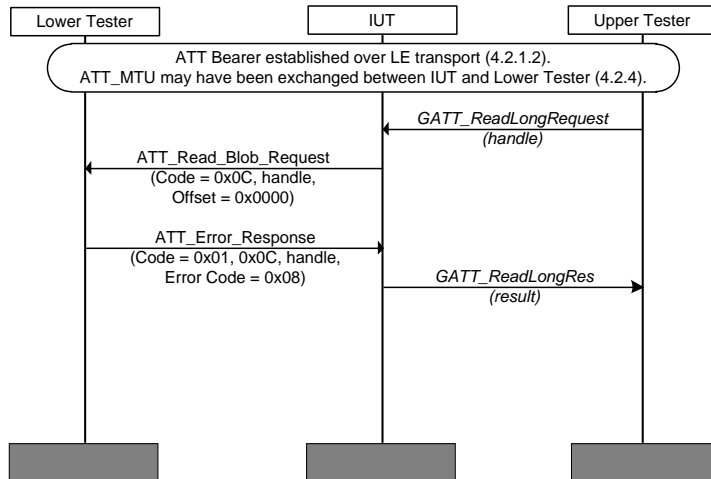 Lower Tester
IUT
Upper Tester
ATT Bearer established over LE transport (4.2.1.2).
ATT_MTU may have been exchanged between IUT and Lower Tester (4.2.4).
GATT_ReadLongRequest
(handle)
ATT_Read_Blob_Request
(Code = 0x0C, handle,
Offset = 0x0000)
ATT_Error_Response
(Code = 0x01, 0x0C, handle,
Error Code = 0x08)
GATT_ReadLongRes
(result)